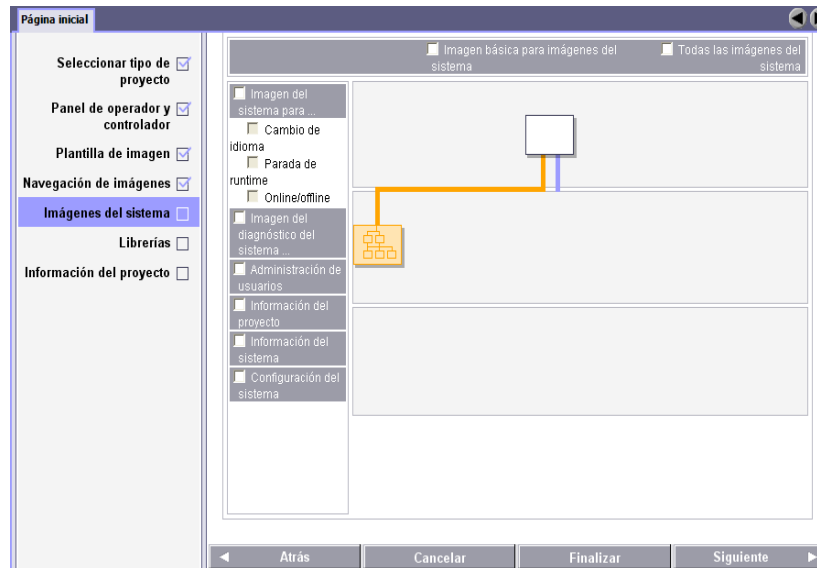 Página inicial
Seleccionar tipo de
proyecto
Panel de operador y
controlador
Plantilla de imagen
Navegación de imágenes
Imágenes del sistema
Librerías
Información del proyecto
Imagen básica para imágenes del
sistema
Todas las imágenes del
sistema
Imagen del
sistema para ...
Cambio de
idioma
Parada de
runtime
Online/offline
Imagen del
diagnóstico del
sistema ...
Administración de
usuarios
Información del
proyecto
Información del
sistema
Configuración del
sistema
Atrás
Cancelar
Finalizar
Siguiente